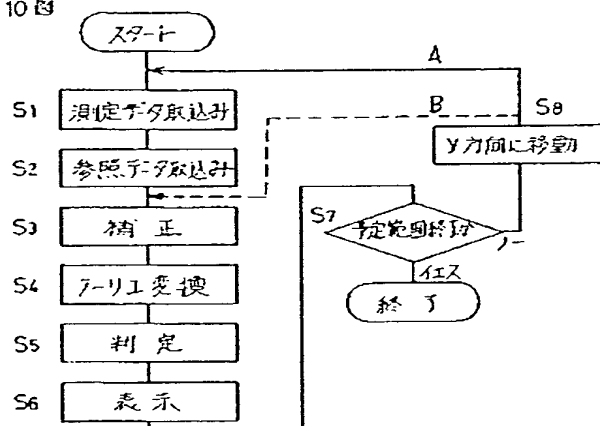 10図
スタート
A
S1
測定データ取込み
B
S8
y方向に移動
S2
参照データ取込み
S3
補正
S7
予定範囲終了?
ノー
イエス
終了
S4
フーリエ変換
S5
判定
S6
表示